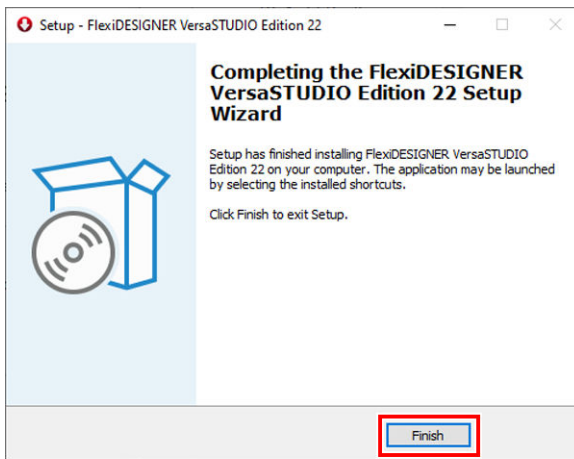 Setup - FlexiDESIGNER VersaSTUDIO Edition 22
Completing the FlexiDESIGNER
VersaSTUDIO Edition 22 Setup
Wizard
Setup has finished installing FlexiDESIGNER VersaSTUDIO
Edition 22 on your computer. The application may be launched
by selecting the installed shortcuts.
Click Finish to exit Setup.
Finish